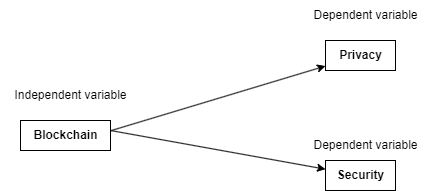 Dependent variable
Privacy
Independent variable
Blockchain
Dependent variable
Security